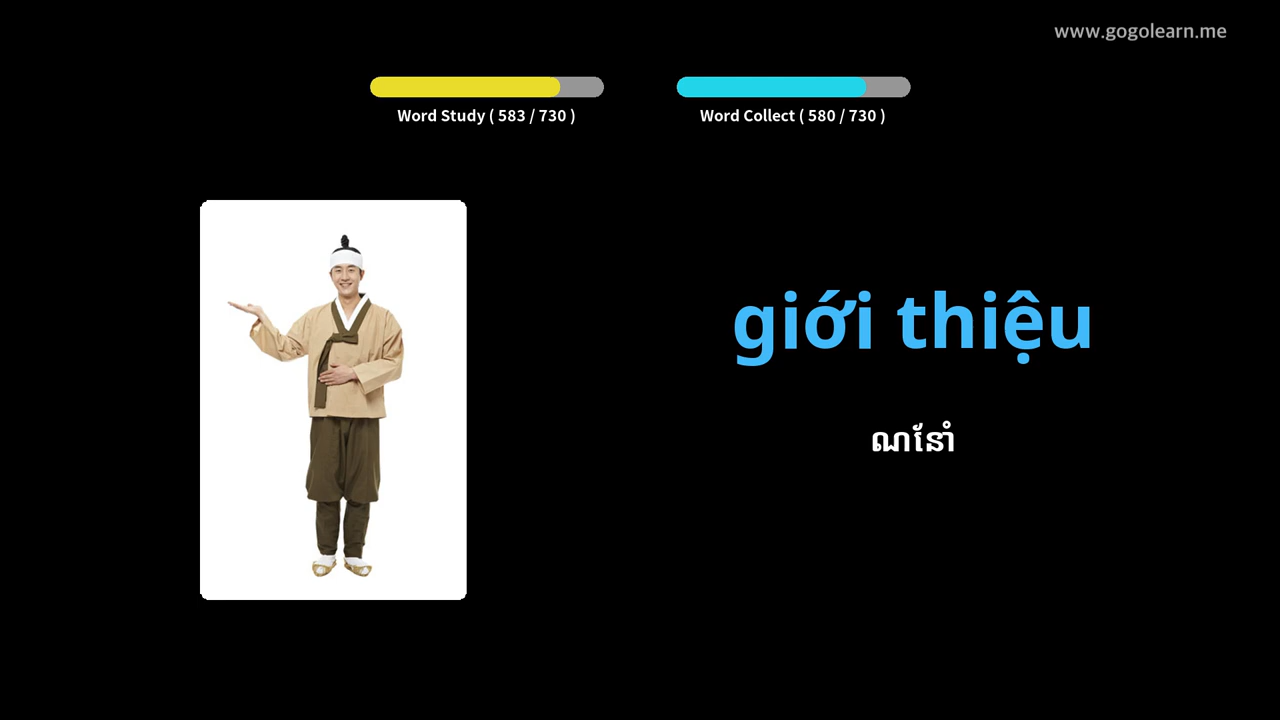 www.gogolearn.me
Word Study ( 583 / 730 )
Word Collect ( 580 / 730 )
giới thiệu
ណែនាំ